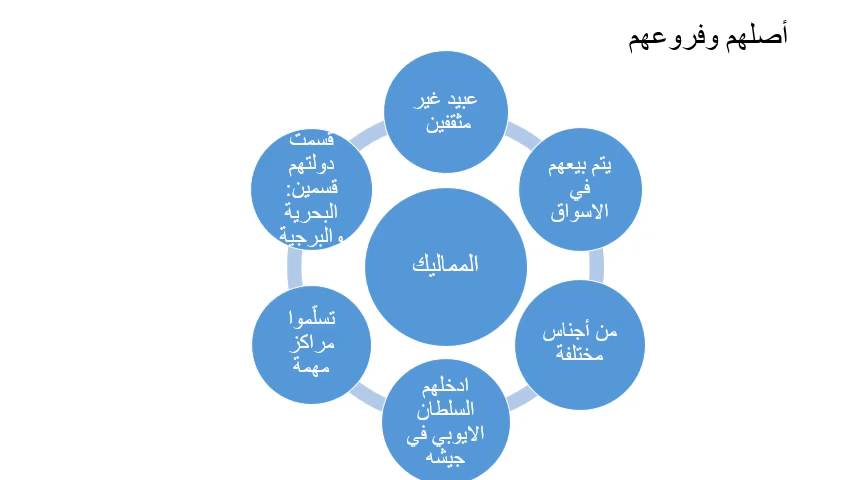 أصلهم وفروعهم
عبيد غير
مثقفين
يتم بيعهم
في
الاسواق
من أجناس
مختلفة
ادخلهم
السلطان
الايوبي في
جيشه
تسلّموا
مراكز
مهمة
قسمت
دولتهم
قسمين:
البحرية
والبرجية
المماليك